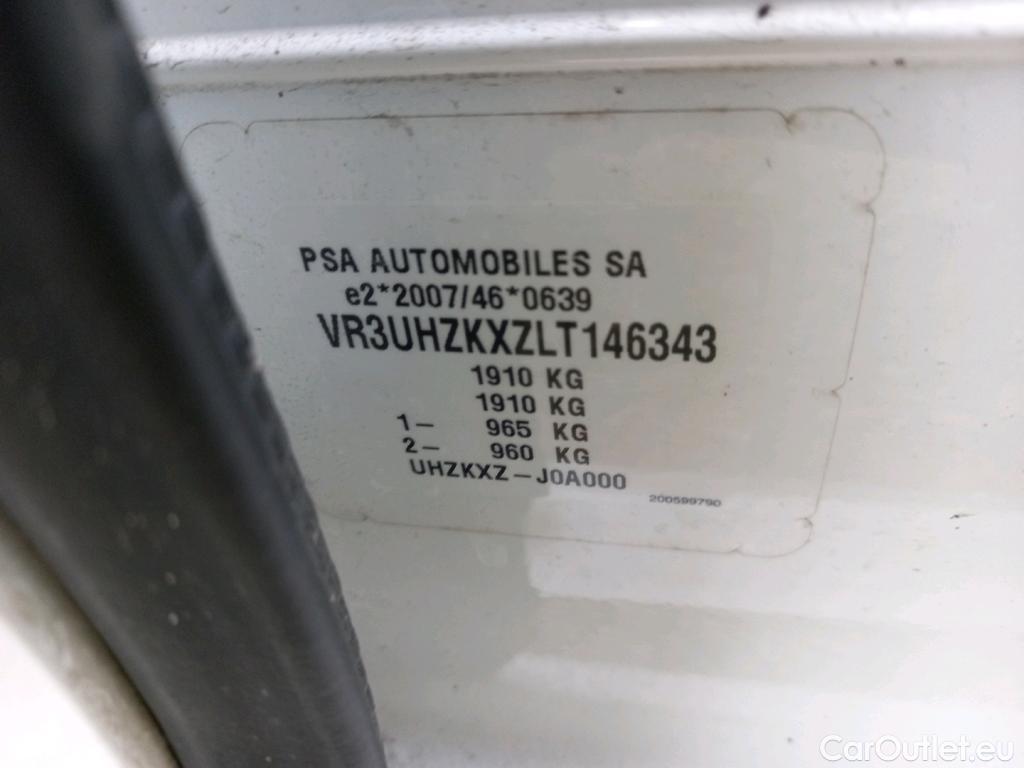 PSA AUTOMOBILES SA
e2*2007/46*0639
VR3UHZKXZLT146343
1910 KG
1910 KG
1- 965 KG
2- 960 KG
UHZKXZ-J0A000
200599790
CarOutlet.eu